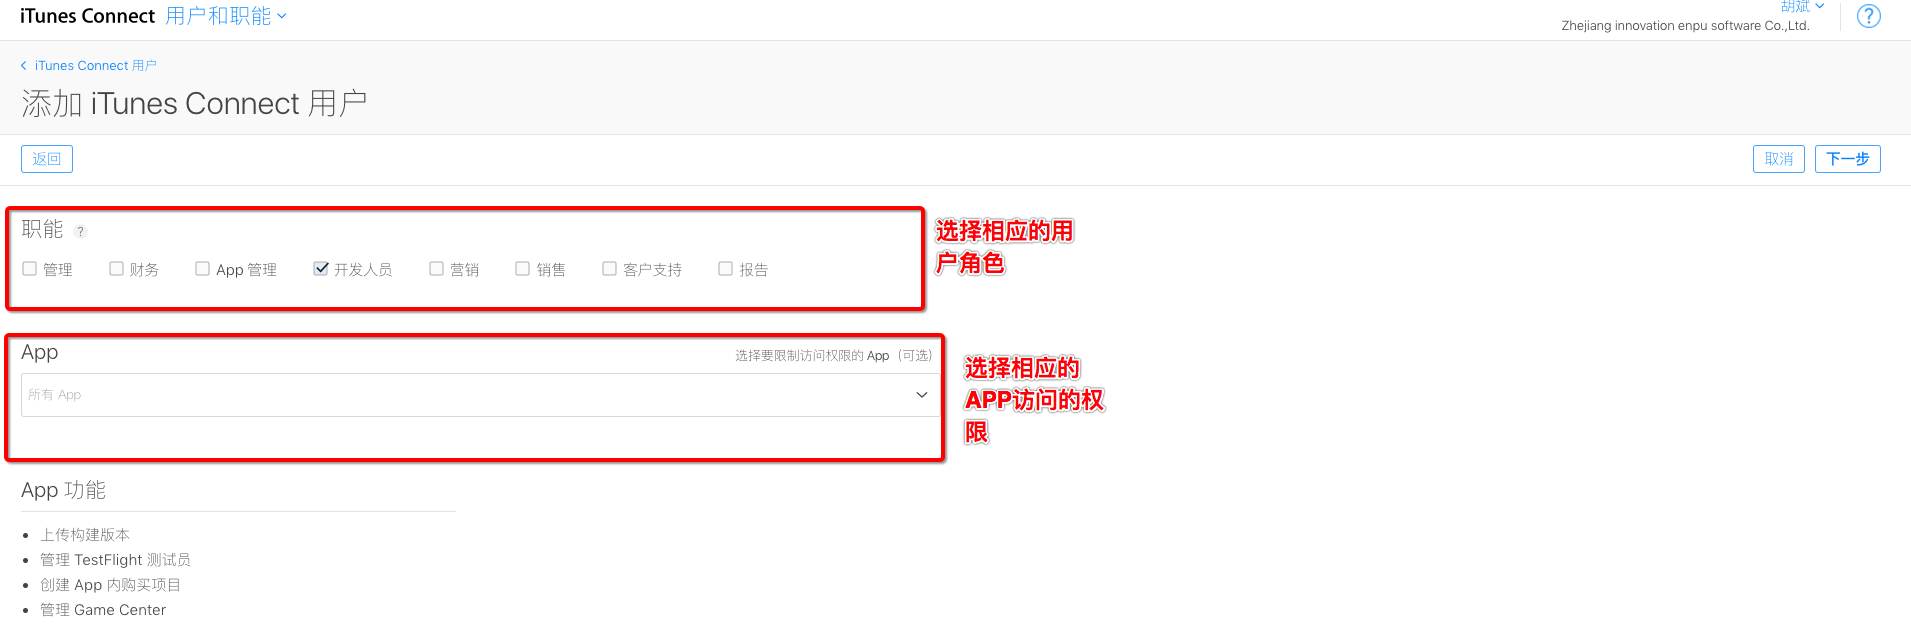 iTunes Connect 用户和职能
胡斌
Zhejiang innovation enpu software Co.,Ltd.
?
iTunes Connect 用户
添加 iTunes Connect 用户
返回
取消
下一步
职能 ?
管理 财务 App 管理 开发人员 营销 销售 客户支持 报告
选择相应的用
户角色
App
选择要限制访问权限的 App（可选）
所有 App
选择相应的
APP访问的权
限
App 功能
• 上传构建版本
• 管理 TestFlight 测试员
• 创建 App 内购买项目
• 管理 Game Center